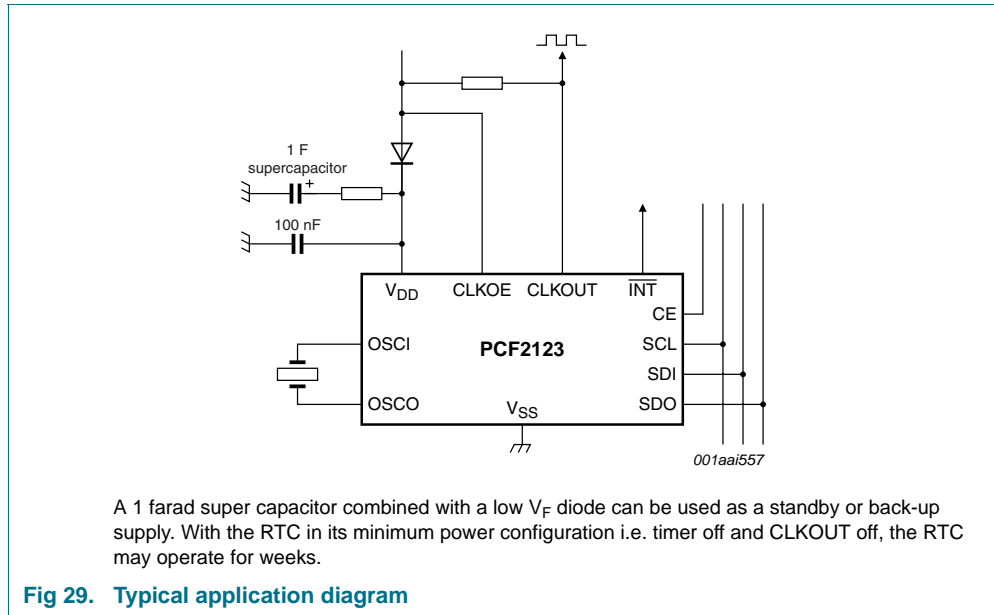 1 F
supercapacitor
+
100 nF
VDD CLKOE CLKOUT INT
CE
OSCI PCF2123 SCL
SDI
OSCO VSS SDO
001aai557
A 1 farad super capacitor combined with a low VF diode can be used as a standby or back-up
supply. With the RTC in its minimum power configuration i.e. timer off and CLKOUT off, the RTC
may operate for weeks.
Fig 29. Typical application diagram